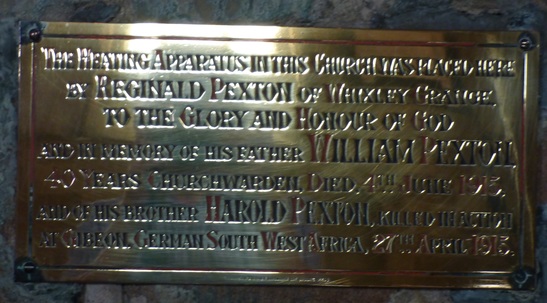 THE HEATING APPARATUS IN THIS CHURCH WAS PLACED HERE
BY REGINALD PEXTON OF WHIXLEY GRANGE,
TO THE GLORY AND HONOUR OF GOD
AND IN MEMORY OF HIS FATHER WILLIAM PEXTON,
40 YEARS CHURCHWARDEN, DIED, 4TH JUNE, 1915,
AND OF HIS BROTHER HAROLD PEXTON, KILLED IN ACTION
AT GIBEON, GERMAN SOUTH WEST AFRICA, 27TH APRIL 1915.